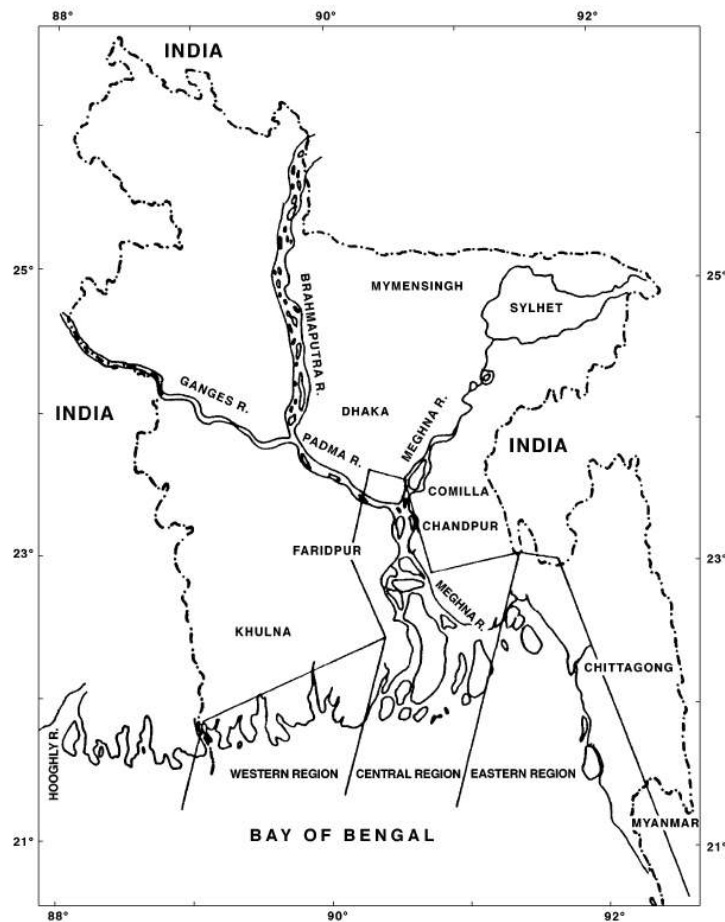 88°
90°
92°
INDIA
25°
25°
MYMENSINGH
SYLHET
BRAHMAPUTRA R.
GANGES R.
INDIA
DHAKA
MEGHNA R.
PADMA R.
INDIA
COMILLA
CHANDPUR
23°
FARIDPUR
23°
MEGHNA R.
KHULNA
CHITTAGONG
HOOGHLY R.
WESTERN REGION
CENTRAL REGION
EASTERN REGION
MYANMAR
BAY OF BENGAL
21°
21°
88°
90°
92°